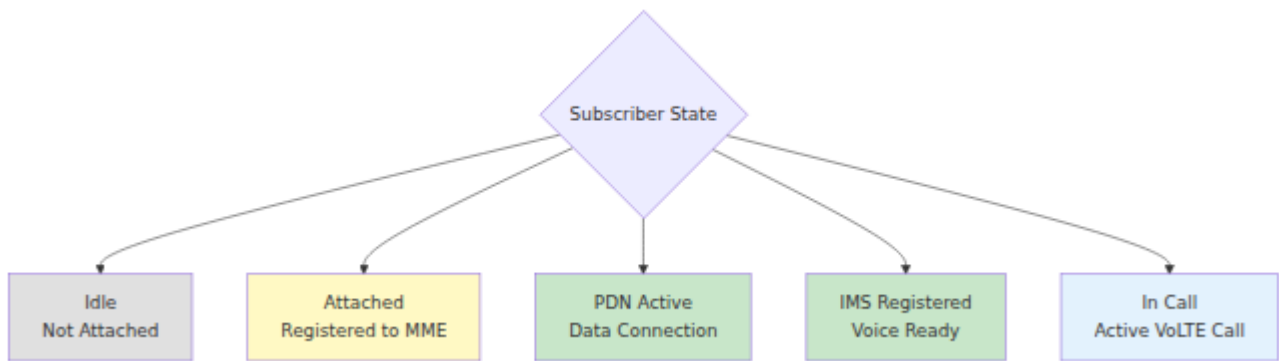 Subscriber State
Idle
Not Attached
Attached
Registered to MME
PDN Active
Data Connection
IMS Registered
Voice Ready
In Call
Active VoLTE Call